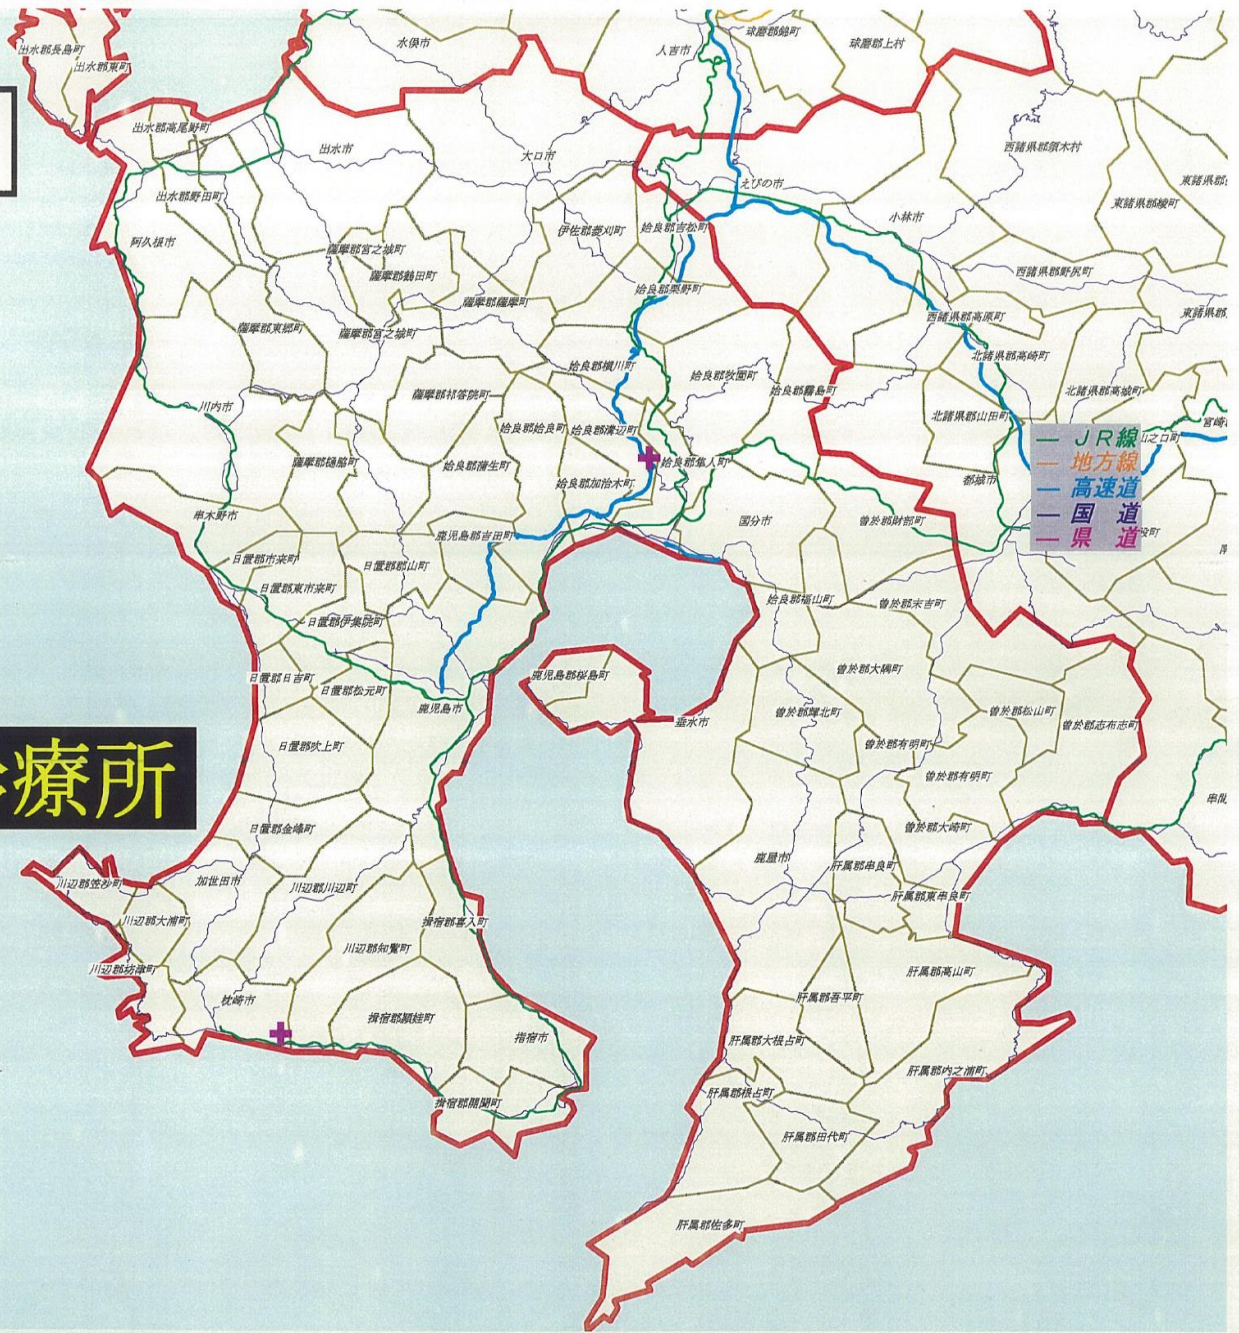 水俣市
人吉市
球磨郡錦町
球磨郡上村
出水郡長島町
出水郡東町
出水郡高尾野町
出水市
大口市
西諸県郡須木村
えびの市
東諸県郡
出水郡野田町
東諸県郡綾町
小林市
阿久根市
伊佐郡菱刈町
姶良郡吉松町
薩摩郡宮之城町
薩摩郡鶴田町
西諸県郡野尻町
姶良郡栗野町
薩摩郡薩摩町
東諸県郡
西諸県郡高原町
薩摩郡東郷町
薩摩郡宮之城町
北諸県郡高崎町
姶良郡横川町
姶良郡牧園町
姶良郡霧島町
北諸県郡高城町
薩摩郡祁答院町
川内市
北諸県郡山田町
宮崎
姶良郡姶良町
姶良郡溝辺町
山之口町
JR線
薩摩郡樋脇町
姶良郡蒲生町
姶良郡隼人町
地方線
姶良郡加治木町
都城市
高速道
串木野市
国分市
曽於郡財部町
国道
鹿児島郡吉田町
県道
日置郡市来町
日置郡郡山町
日置郡東市来町
姶良郡福山町
曽於郡末吉町
日置郡伊集院町
曽於郡大隅町
日置郡日吉町
鹿児島郡桜島町
日置郡松元町
鹿児島市
曽於郡輝北町
曽於郡松山町
垂水市
曽於郡志布志町
日置郡吹上町
曽於郡有明町
曽於郡有明町
療所
串間
日置郡金峰町
曽於郡大崎町
鹿屋市
肝属郡串良町
川辺郡笠沙町
加世田市
川辺郡川辺町
肝属郡東串良町
川辺郡大浦町
揖宿郡喜入町
川辺郡知覧町
川辺郡坊津町
肝属郡高山町
枕崎市
肝属郡吾平町
揖宿郡頴娃町
指宿市
肝属郡大根占町
肝属郡内之浦町
肝属郡根占町
揖宿郡開聞町
肝属郡田代町
肝属郡佐多町